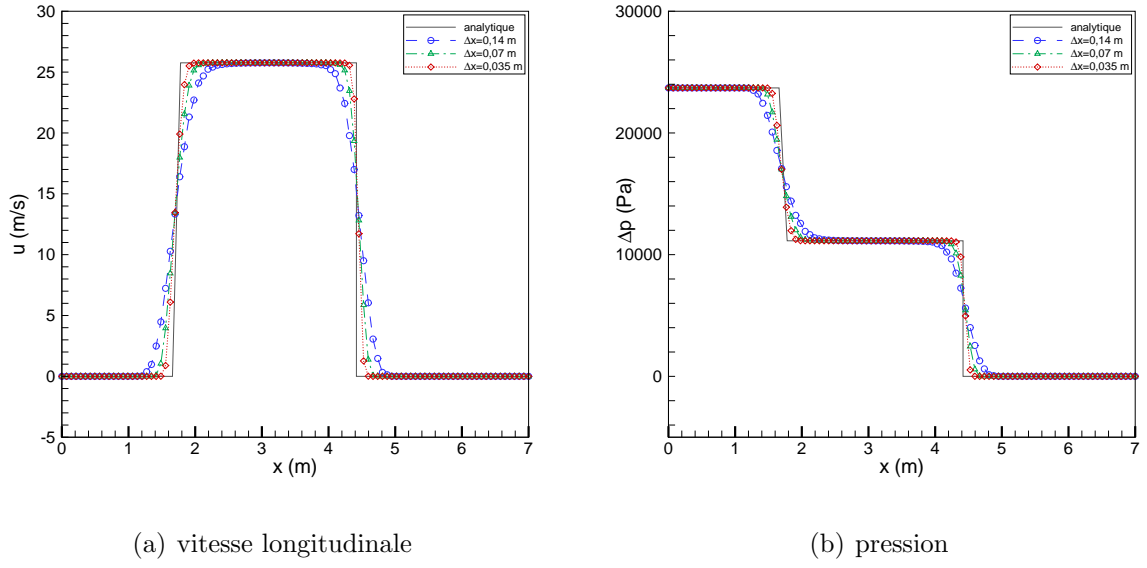 30
25
20
15
10
5
0
-5
u (m/s)
0 1 2 3 4 5 6 7
x (m)
analytique
Δx=0,14 m
Δx=0,07 m
Δx=0,035 m
(a) vitesse longitudinale
30000
20000
10000
0
Δp (Pa)
0 1 2 3 4 5 6 7
x (m)
analytique
Δx=0,14 m
Δx=0,07 m
Δx=0,035 m
(b) pression